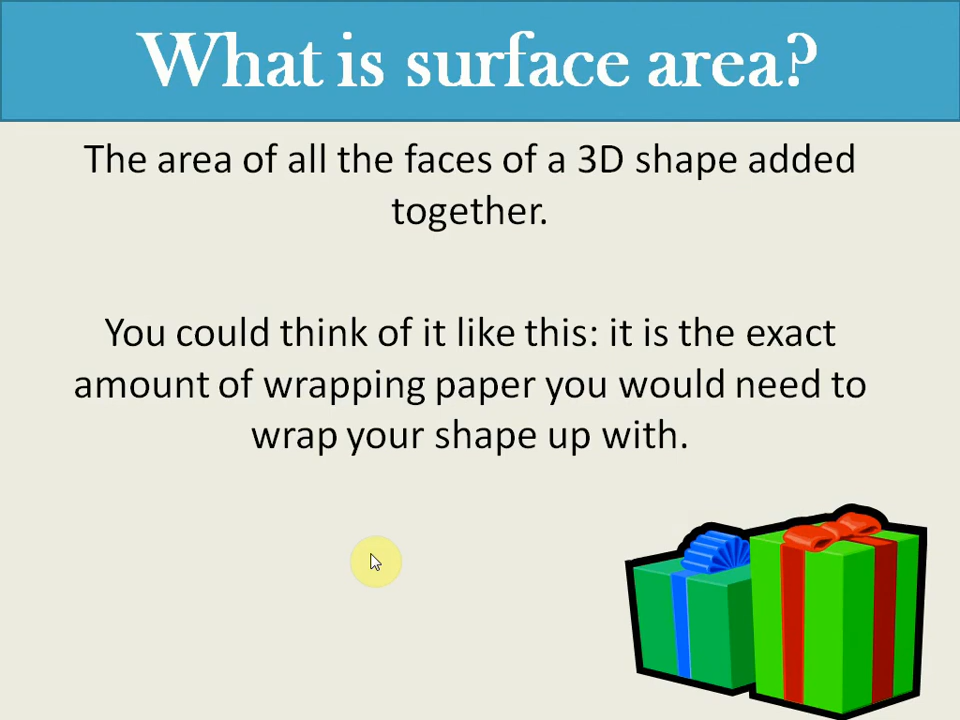 What is surface area?
The area of all the faces of a 3D shape added
together.
You could think of it like this: it is the exact
amount of wrapping paper you would need to
wrap your shape up with.